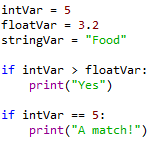 intVar = 5
floatVar = 3.2
stringVar = "Food"
if intVar > floatVar:
    print("Yes")
if intVar == 5:
    print("A match!")